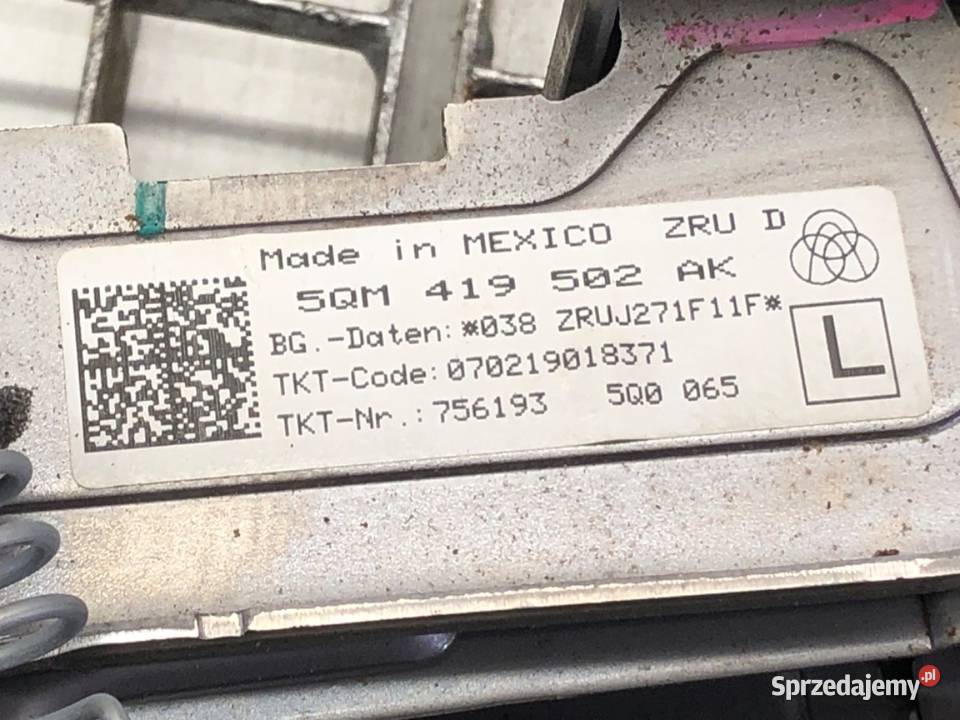 Made in MEXICO ZRU D
5QM 419 502 AK
BG.-Daten:*038 ZRUJ271F11F*
TKT-Code:070219018371
TKT-Nr.:756193 5Q0 065
L
Sprzedajemy.pl